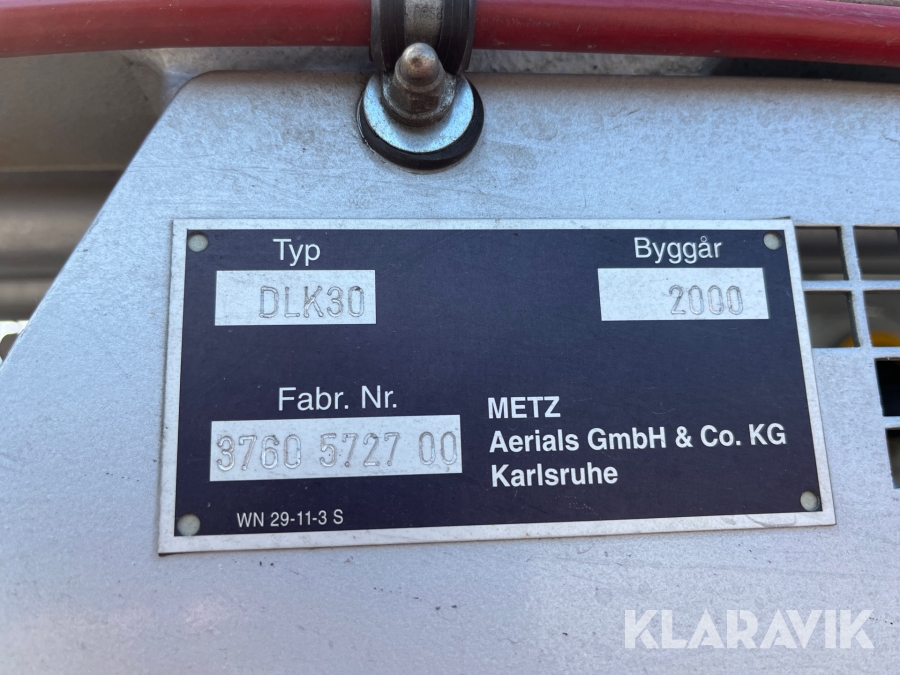 Typ
Byggår
DLK30
2000
Fabr. Nr.
3760 5727 00
METZ
Aerials GmbH & Co. KG
Karlsruhe
WN 29-11-3 S
KLARAVIK